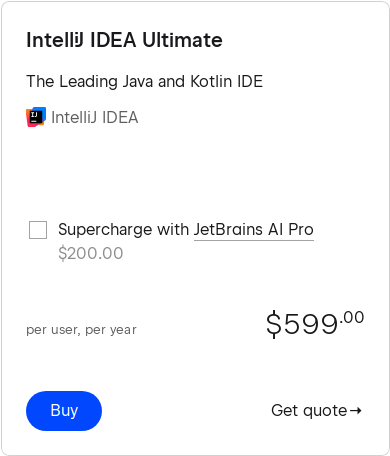 IntelliJ IDEA Ultimate
The Leading Java and Kotlin IDE
IJ IntelliJ IDEA
Supercharge with JetBrains AI Pro
$200.00
per user, per year $599.00
Buy Get quote→